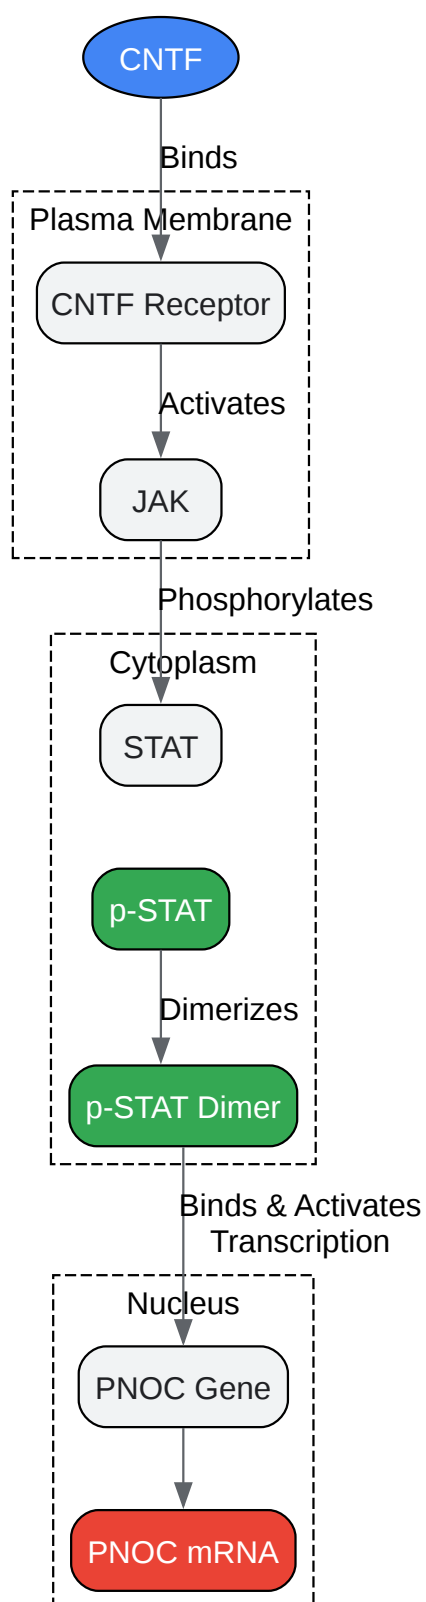 CNTF
Binds
Plasma Membrane
CNTF Receptor
Activates
JAK
Phosphorylates
Cytoplasm
STAT
p-STAT
Dimerizes
p-STAT Dimer
Binds & Activates
Transcription
Nucleus
PNOC Gene
PNOC mRNA